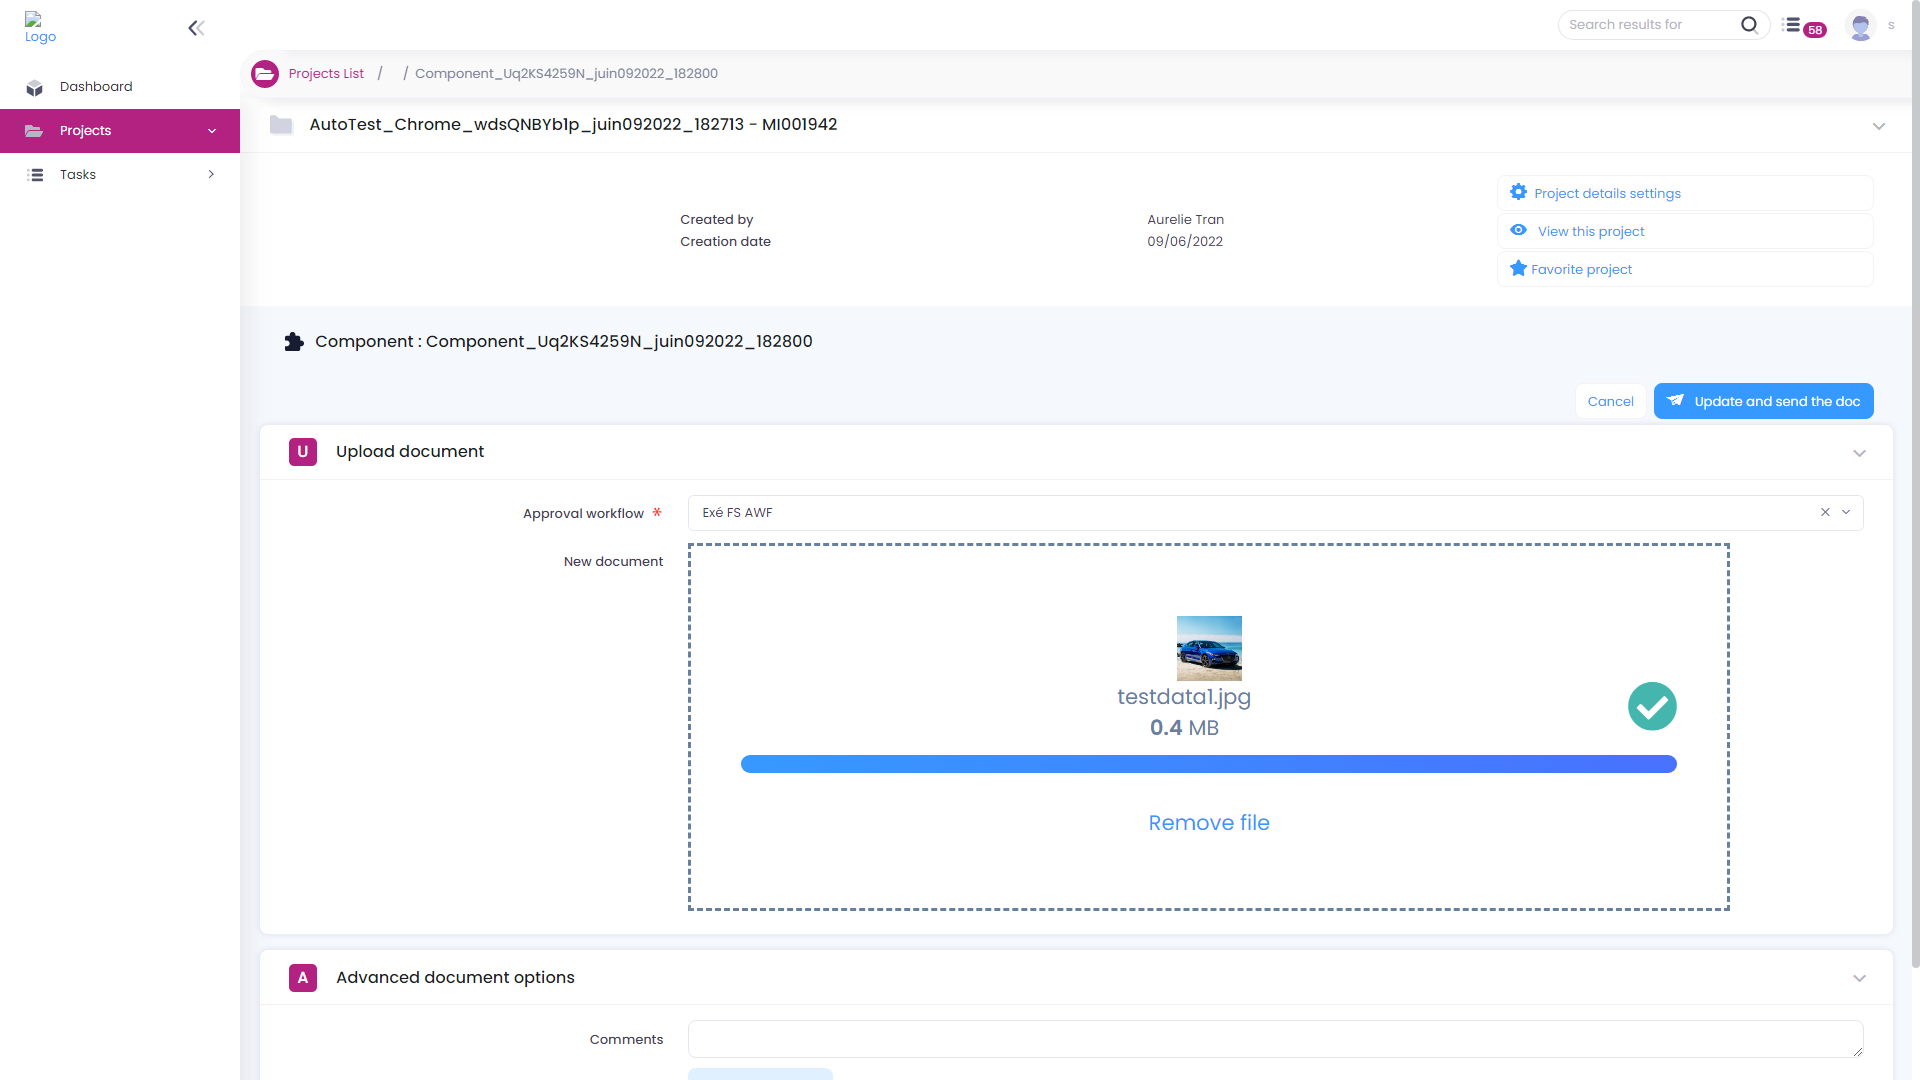 Logo
Search results for
58
s
Dashboard
Projects
Tasks
Projects List / / Component_Uq2KS4259N_juin092022_182800
AutoTest_Chrome_wdsQNBYb1p_juin092022_182713 - MI001942
Created by Aurelie Tran
Creation date 09/06/2022
Project details settings
View this project
Favorite project
Component : Component_Uq2KS4259N_juin092022_182800
Cancel
Update and send the doc
U Upload document
Approval workflow *
Exé FS AWF
New document
testdata1.jpg
0.4 MB
Remove file
A Advanced document options
Comments